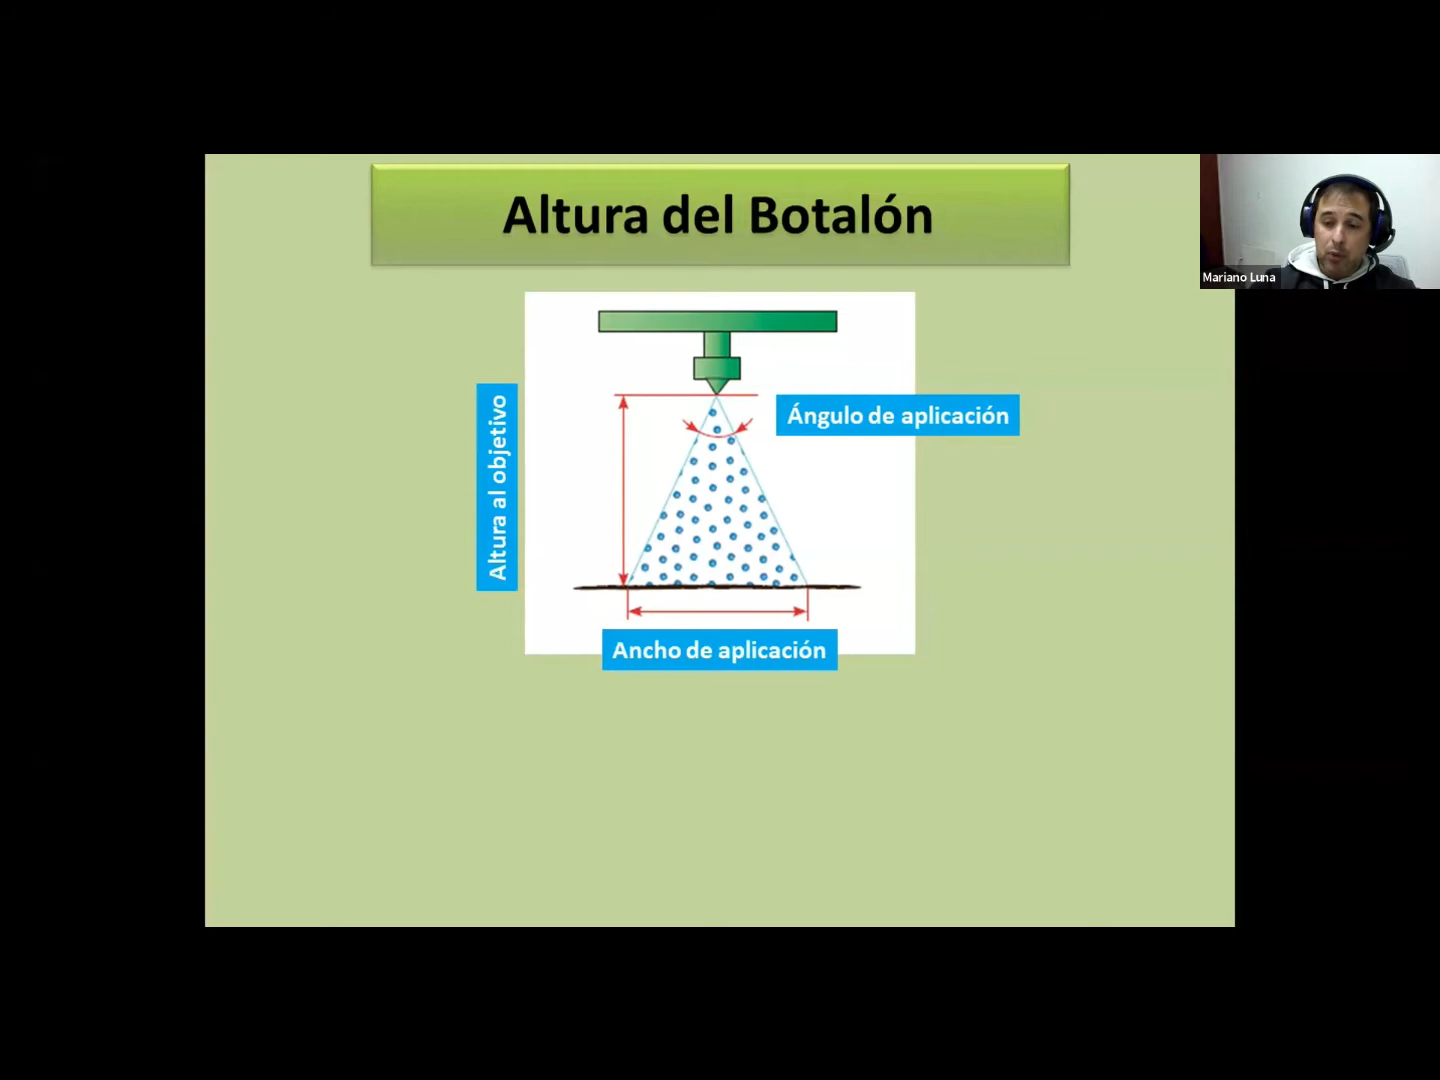 Altura del Botalón
Mariano Luna
Altura al objetivo
Ángulo de aplicación
Ancho de aplicación